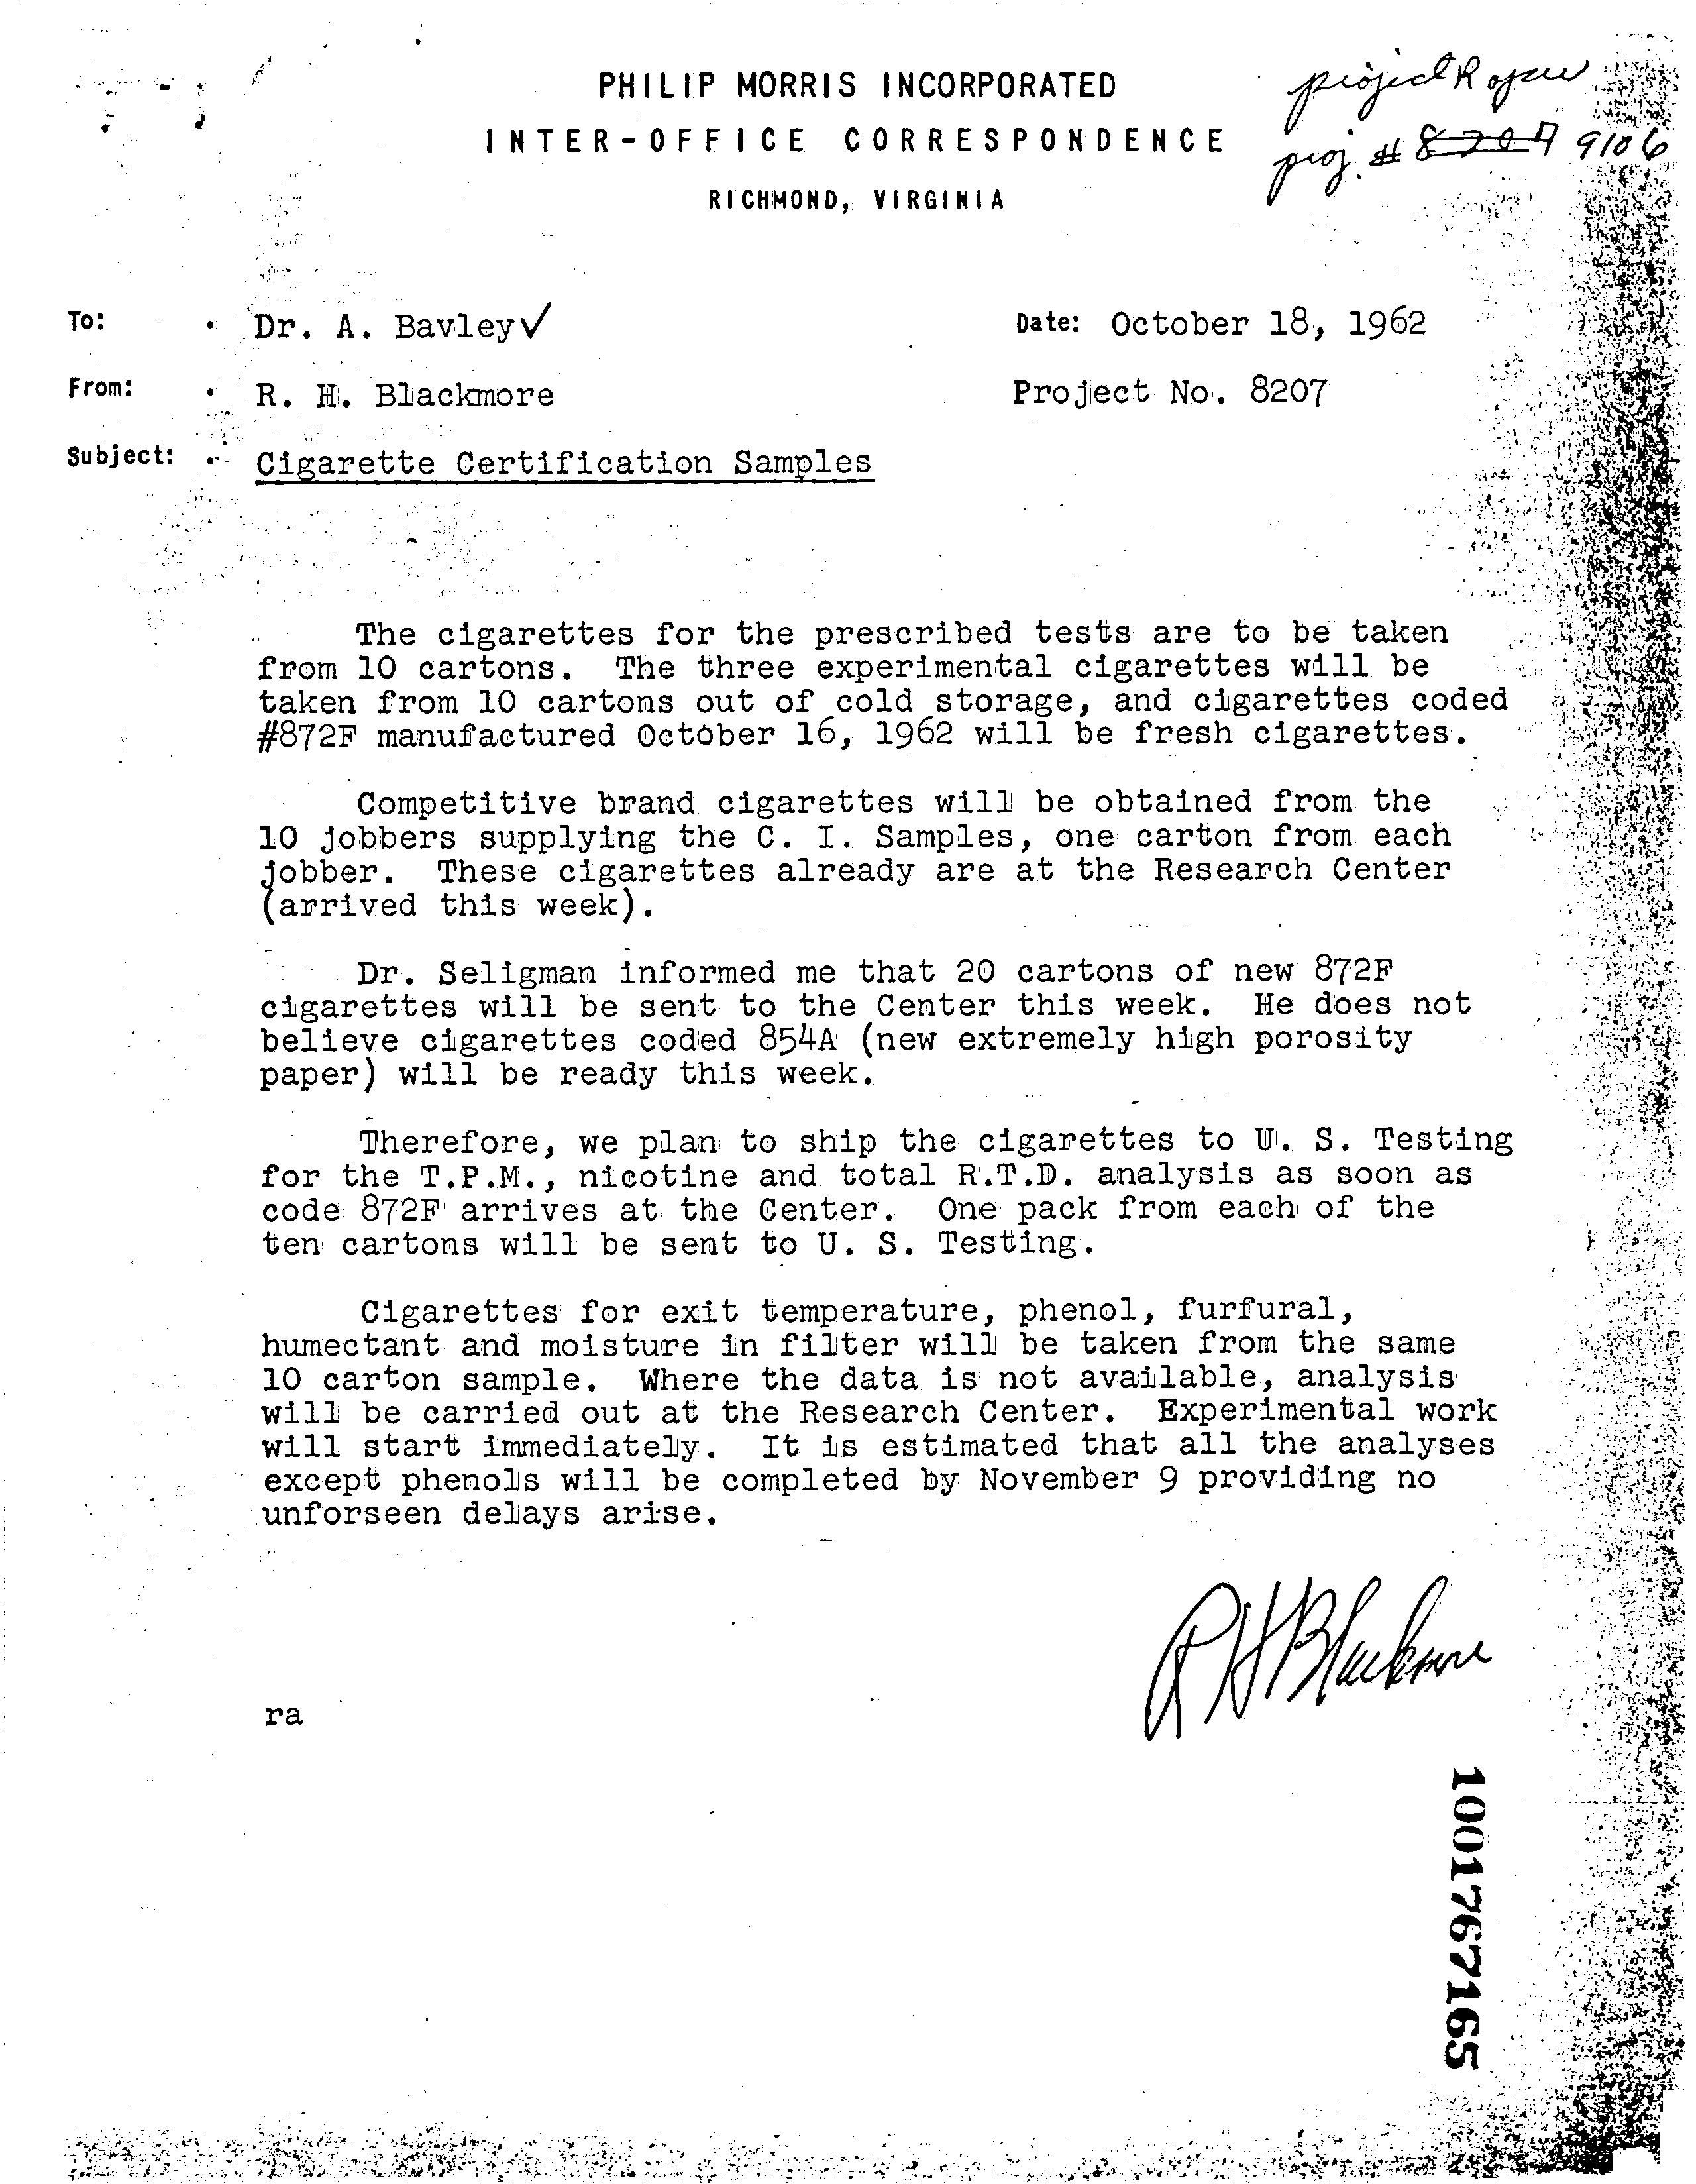 PHILIP MORRIS INCORPORATED
INTER-OFFICE CORRESPONDENCE
RICHMOND, VIRGINIA
project
proj. # 8207 9106
To: Dr. A. Bavley ✓
Date: October 18, 1962
From: R. H. Blackmore
Project No. 8207
Subject: Cigarette Certification Samples
The cigarettes for the prescribed tests are to be taken
from 10 cartons. The three experimental cigarettes will be
taken from 10 cartons out of cold storage, and cigarettes coded
#872F manufactured October 16, 1962 will be fresh cigarettes.
Competitive brand cigarettes will be obtained from the
10 jobbers supplying the C. I. Samples, one carton from each
jobber. These cigarettes already are at the Research Center
(arrived this week).
Dr. Seligman informed me that 20 cartons of new 872F
cigarettes will be sent to the Center this week. He does not
believe cigarettes coded 854A (new extremely high porosity
paper) will be ready this week.
Therefore, we plan to ship the cigarettes to U. S. Testing
for the T.P.M., nicotine and total R.T.D. analysis as soon as
code 872F arrives at the Center. One pack from each of the
ten cartons will be sent to U. S. Testing.
Cigarettes for exit temperature, phenol, furfural,
humectant and moisture in filter will be taken from the same
10 carton sample. Where the data is not available, analysis
will be carried out at the Research Center. Experimental work
will start immediately. It is estimated that all the analyses
except phenols will be completed by November 9 providing no
unforseen delays arise.
R H Blackmore
ra
1001767165